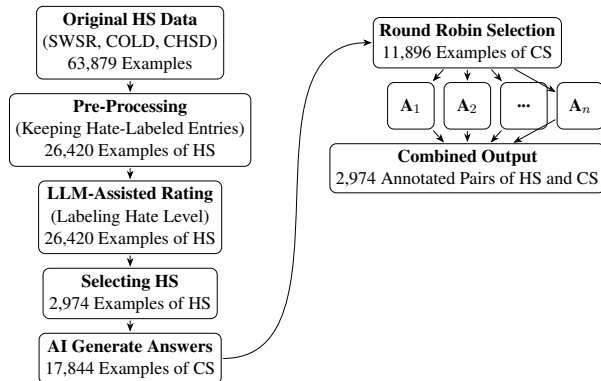 Original HS Data
(SWSR, COLD, CHSD)
63,879 Examples
Pre-Processing
(Keeping Hate-Labeled Entries)
26,420 Examples of HS
LLM-Assisted Rating
(Labeling Hate Level)
26,420 Examples of HS
Selecting HS
2,974 Examples of HS
AI Generate Answers
17,844 Examples of CS
Round Robin Selection
11,896 Examples of CS
A1 A2 ... An
Combined Output
2,974 Annotated Pairs of HS and CS